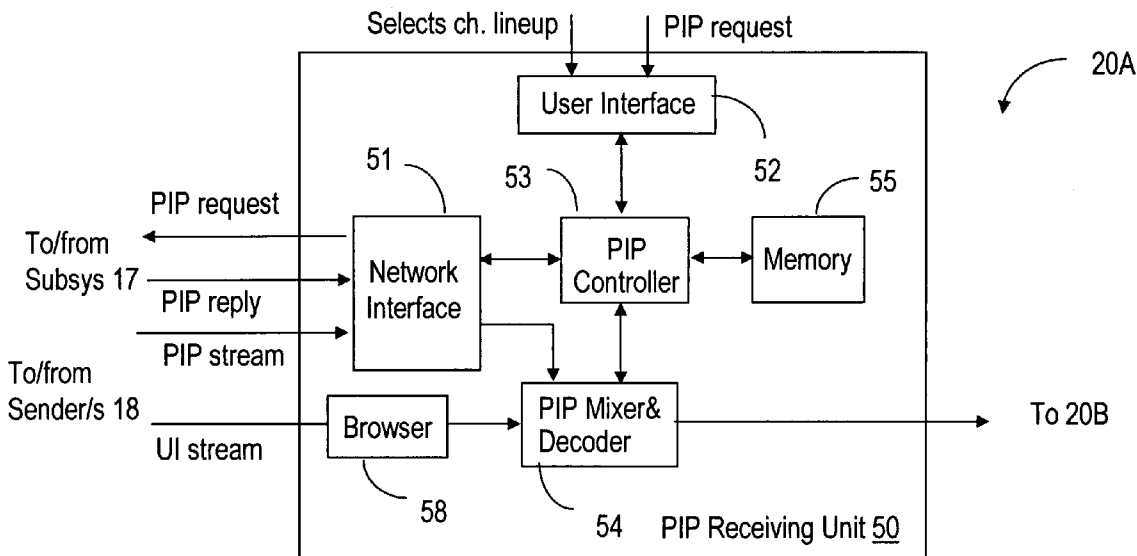 Selects ch. lineup
PIP request
20A
User Interface
52
51
53
55
PIP request
To/from
Subsys 17
Network
Interface
PIP
Controller
Memory
PIP reply
PIP stream
To/from
Sender/s 18
Browser
PIP Mixer&
Decoder
To 20B
UI stream
58
54
PIP Receiving Unit 50